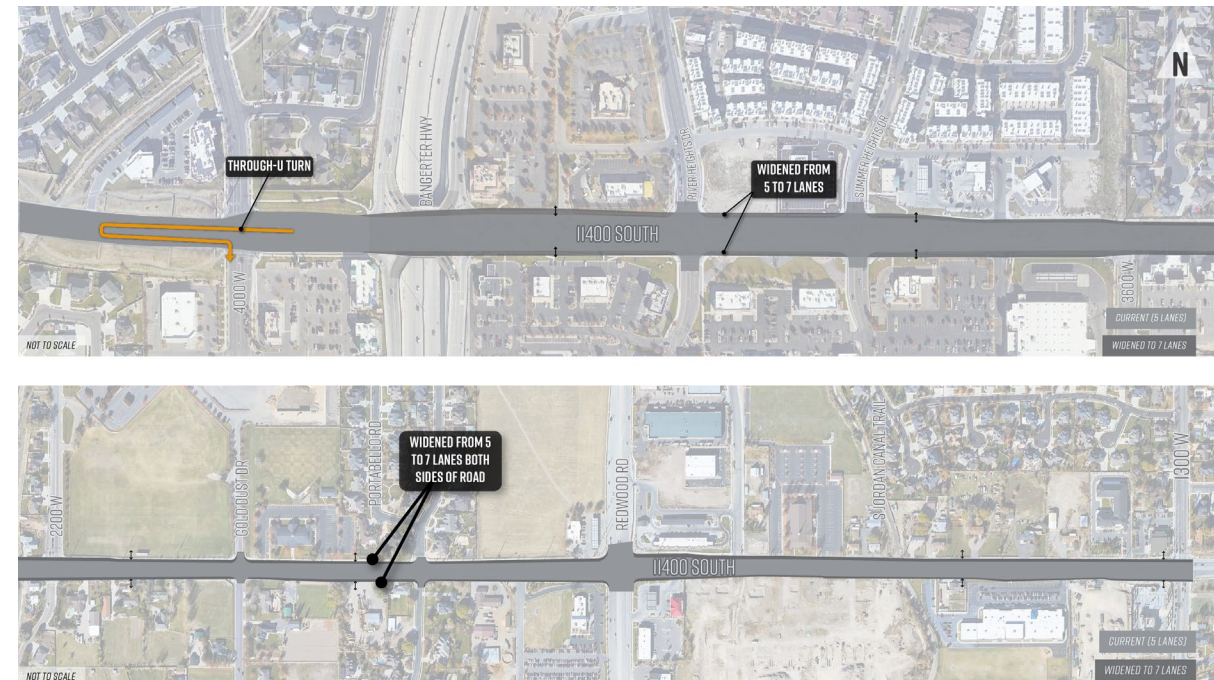 N
THROUGH-U TURN
BANGERTER HWY
RIVER HEIGHTS DR
WIDENED FROM
5 TO 7 LANES
SUMMER HEIGHTS DR
11400 SOUTH
4000 W
3600 W
CURRENT (5 LANES)
WIDENED TO 7 LANES
NOT TO SCALE
2200 W
GOLD DUST DR
PORTABELLO RD
WIDENED FROM 5
TO 7 LANES BOTH
SIDES OF ROAD
REDWOOD RD
S JORDAN CANAL TRAIL
1300 W
11400 SOUTH
CURRENT (5 LANES)
WIDENED TO 7 LANES
NOT TO SCALE